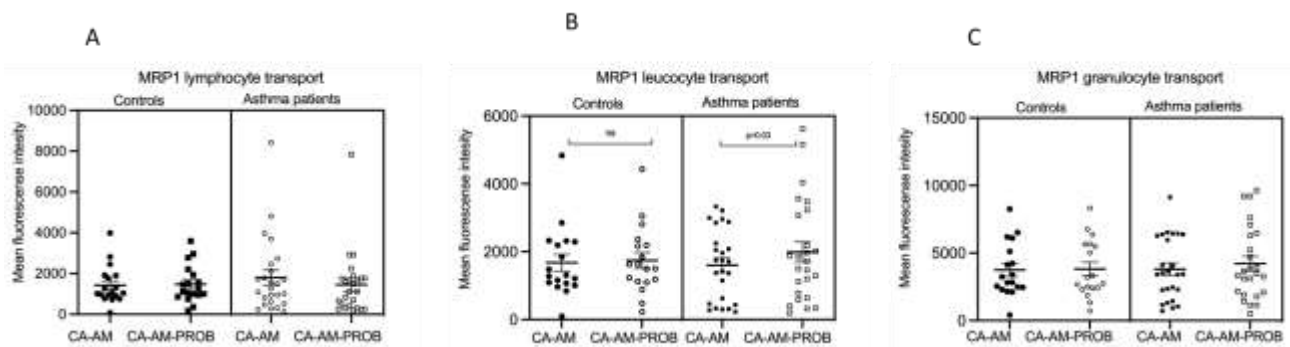 A
MRP1 lymphocyte transport
Controls Asthma patients
Mean fluorescense intesity
10000
8000
6000
4000
2000
0
CA-AM CA-AM-PROB CA-AM CA-AM-PROB
B
MRP1 leucocyte transport
Controls Asthma patients
Mean fluorescense intesity
6000
4000
2000
0
ns
p=0.03
CA-AM CA-AM-PROB CA-AM CA-AM-PROB
C
MRP1 granulocyte transport
Controls Asthma patients
Mean fluorescense intesity
15000
10000
5000
0
CA-AM CA-AM-PROB CA-AM CA-AM-PROB